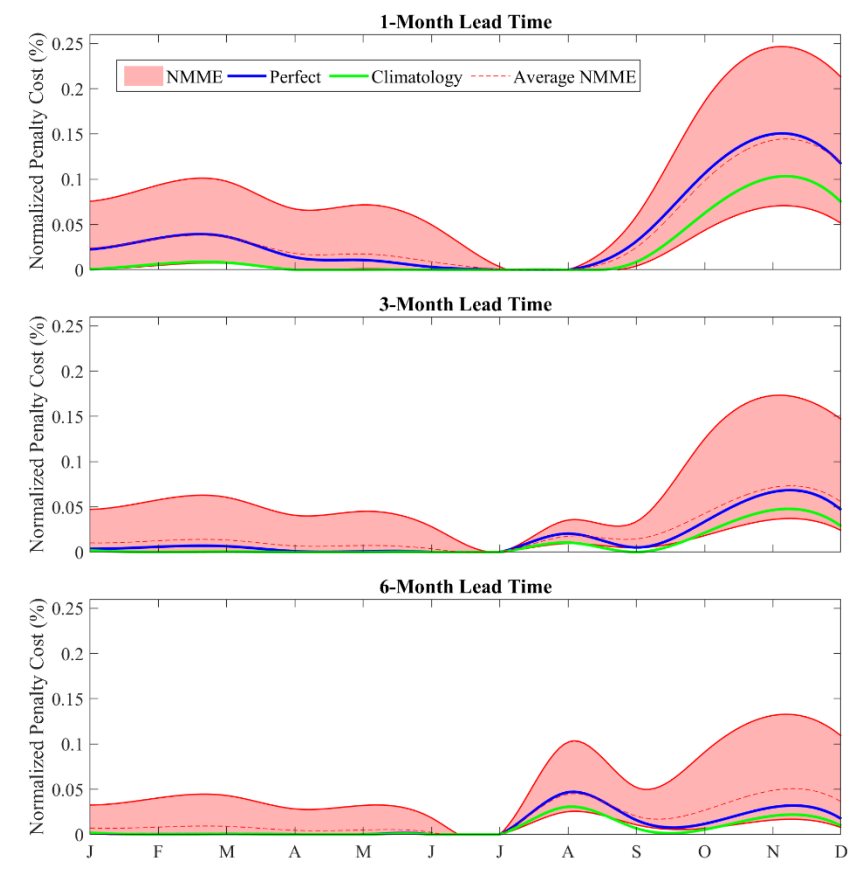 1-Month Lead Time
Normalized Penalty Cost (%)
0.25
0.2
0.15
0.1
0.05
0
NMME Perfect Climatology Average NMME
3-Month Lead Time
Normalized Penalty Cost (%)
0.25
0.2
0.15
0.1
0.05
0
6-Month Lead Time
Normalized Penalty Cost (%)
0.25
0.2
0.15
0.1
0.05
0
J F M A M J J A S O N D